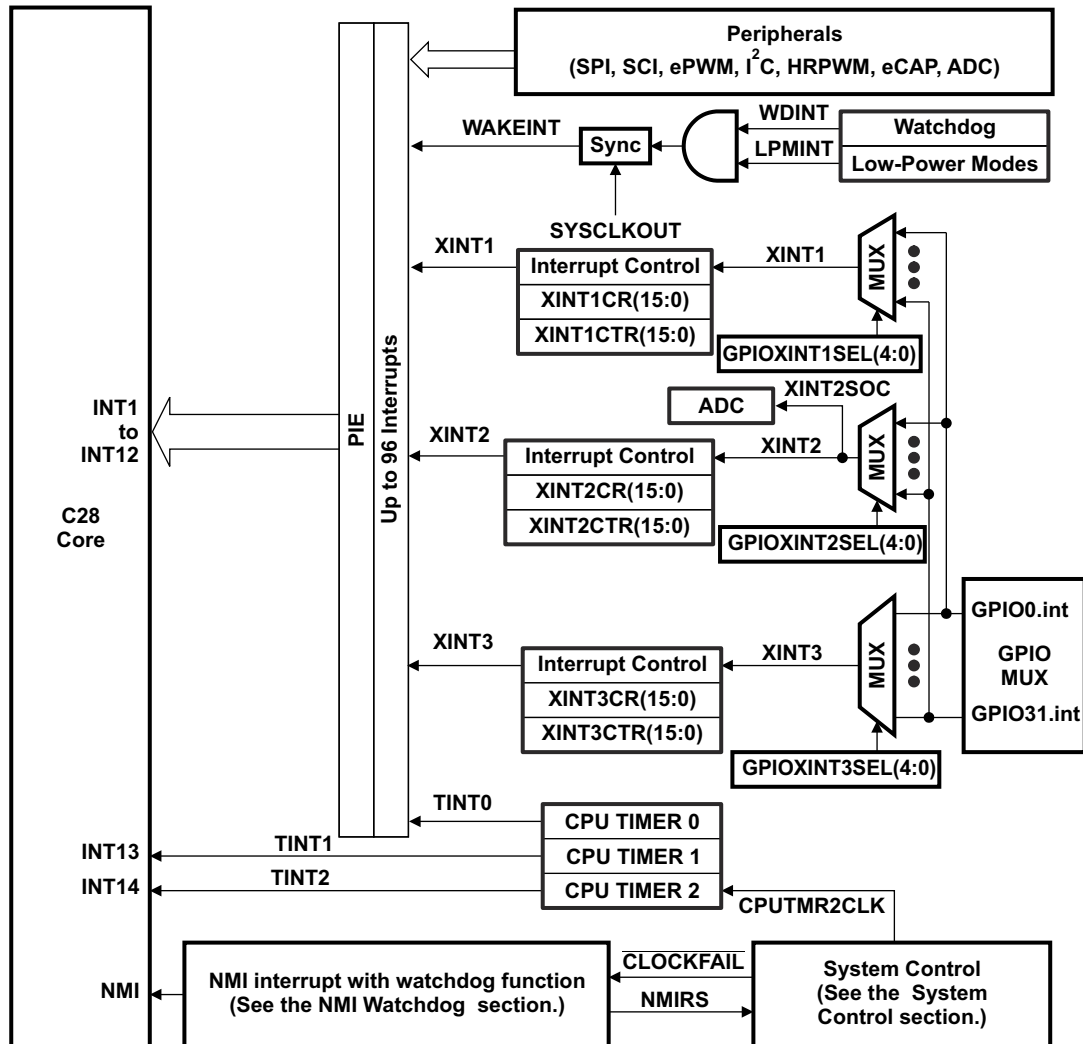 Peripherals
(SPI, SCI, ePWM, I2C, HRPWM, eCAP, ADC)
WDINT
Watchdog
WAKEINT
Sync
LPMINT
Low-Power Modes
SYSCLKOUT
XINT1
Interrupt Control
XINT1
MUX
XINT1CR(15:0)
XINT1CTR(15:0)
GPIOXINT1SEL(4:0)
PIE
Up to 96 Interrupts
INT1
to
INT12
C28
Core
XINT2SOC
ADC
XINT2
Interrupt Control
XINT2
MUX
XINT2CR(15:0)
XINT2CTR(15:0)
GPIOXINT2SEL(4:0)
GPIO0.int
GPIO
MUX
GPIO31.int
XINT3
Interrupt Control
XINT3
MUX
XINT3CR(15:0)
XINT3CTR(15:0)
GPIOXINT3SEL(4:0)
TINT0
CPU TIMER 0
INT13
TINT1
CPU TIMER 1
INT14
TINT2
CPU TIMER 2
CPUTMR2CLK
NMI
NMI interrupt with watchdog function
(See the NMI Watchdog section.)
CLOCKFAIL
NMIRS
System Control
(See the System
Control section.)